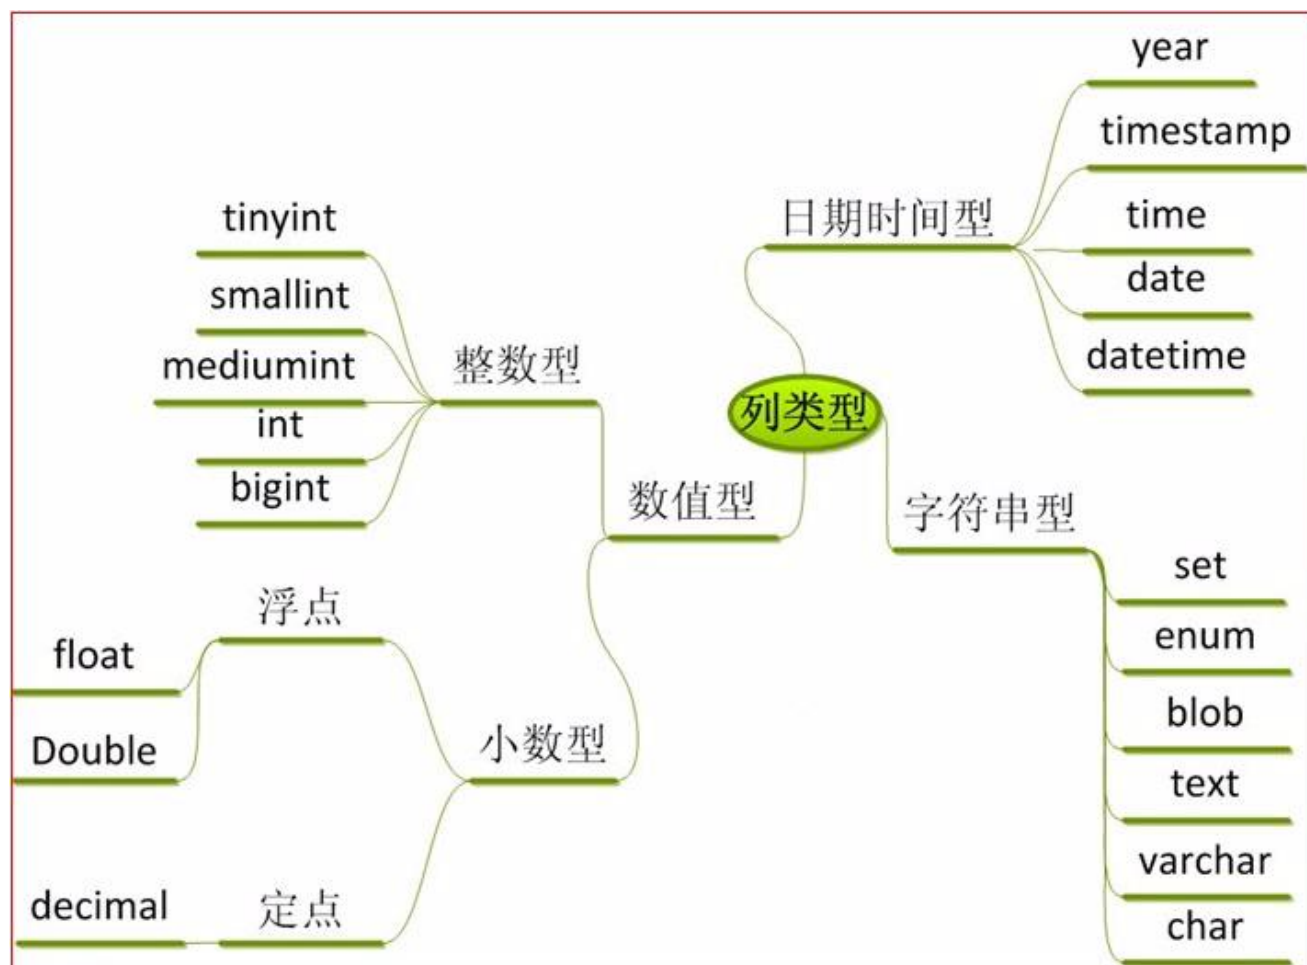 列类型
日期时间型
year
timestamp
time
date
datetime
数值型
整数型
tinyint
smallint
mediumint
int
bigint
小数型
浮点
float
Double
定点
decimal
字符串型
set
enum
blob
text
varchar
char